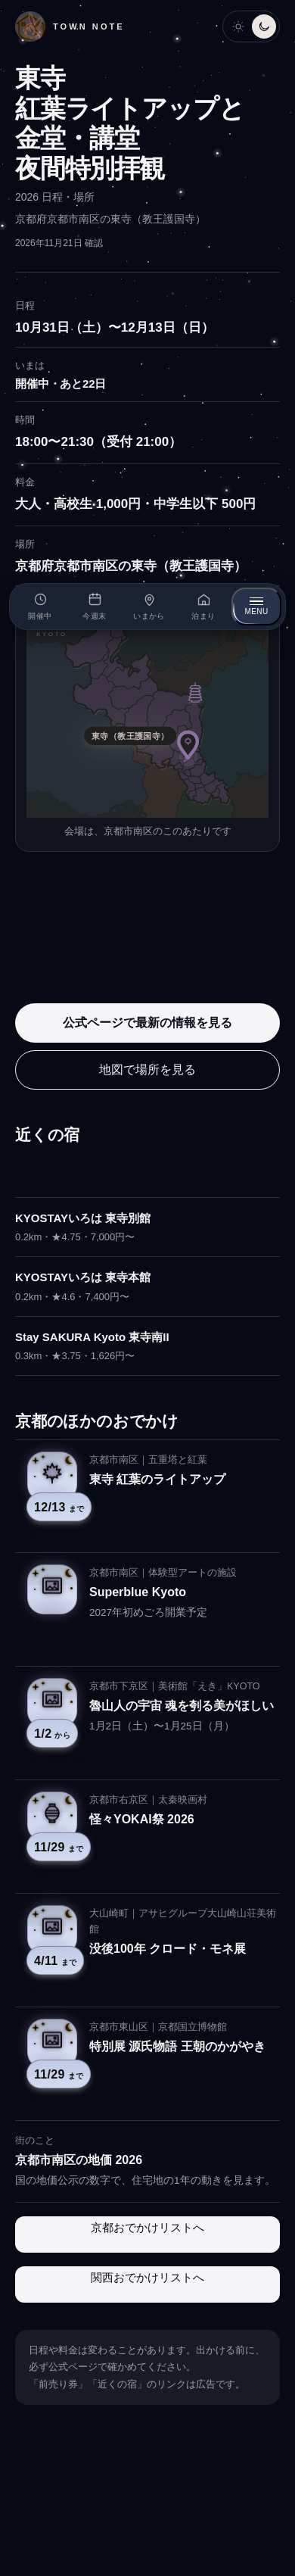 TOWN NOTE
東寺
紅葉ライトアップと
金堂・講堂
夜間特別拝観
2026 日程・場所
京都府京都市南区の東寺（教王護国寺）
2026年11月21日 確認
日程
10月31日（土）〜12月13日（日）
いまは
開催中・あと22日
時間
18:00〜21:30（受付 21:00）
料金
大人・高校生 1,000円・中学生以下 500円
場所
京都府京都市南区の東寺（教王護国寺）
開催中
今週末
いまから
泊まり
MENU
KYOTO
東寺（教王護国寺）
会場は、京都市南区のこのあたりです
公式ページで最新の情報を見る
地図で場所を見る
近くの宿
KYOSTAYいろは 東寺別館
0.2km・★4.75・7,000円〜
KYOSTAYいろは 東寺本館
0.2km・★4.6・7,400円〜
Stay SAKURA Kyoto 東寺南II
0.3km・★3.75・1,626円〜
京都のほかのおでかけ
京都市南区｜五重塔と紅葉
東寺 紅葉のライトアップ
12/13 まで
京都市南区｜体験型アートの施設
Superblue Kyoto
2027年初めごろ開業予定
京都市下京区｜美術館「えき」KYOTO
魯山人の宇宙 魂を刳る美がほしい
1月2日（土）〜1月25日（月）
1/2 から
京都市右京区｜太秦映画村
怪々YOKAI祭 2026
11/29 まで
大山崎町｜アサヒグループ大山崎山荘美術
館
没後100年 クロード・モネ展
4/11 まで
京都市東山区｜京都国立博物館
特別展 源氏物語 王朝のかがやき
11/29 まで
街のこと
京都市南区の地価 2026
国の地価公示の数字で、住宅地の1年の動きを見ます。
京都おでかけリストへ
関西おでかけリストへ
日程や料金は変わることがあります。出かける前に、
必ず公式ページで確かめてください。
「前売り券」「近くの宿」のリンクは広告です。